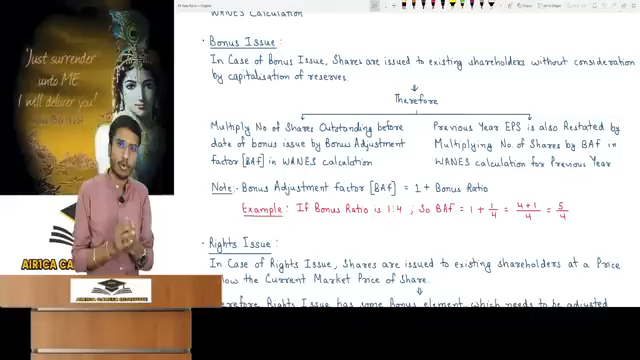 WANES Calculation
• Bonus Issue:
In Case of Bonus Issue, Shares are issued to existing shareholders without consideration
by capitalisation of reserves.
Therefore
Multiply No of Shares Outstanding before
date of bonus issue by Bonus Adjustment
factor [BAf] in WANES calculation
Previous Year EPS is also Restated by
Multiplying No of Shares by BAf in
WANES calculation for Previous Year
Note:- Bonus Adjustment factor [BAf] = 1 + Bonus Ratio
Example: If Bonus Ratio is 1:4 ; So BAf = 1 + 1/4 = 4+1/4 = 5/4
• Rights Issue:
In Case of Rights Issue, Shares are issued to existing shareholders at a Price
below the Current Market Price of Share.
Therefore Rights Issue has some Bonus element, which needs to be adjusted
"Just surrender
unto ME
I will deliver you"
AIR1CA CAREER
AIR1CA CAREER INSTITUTE